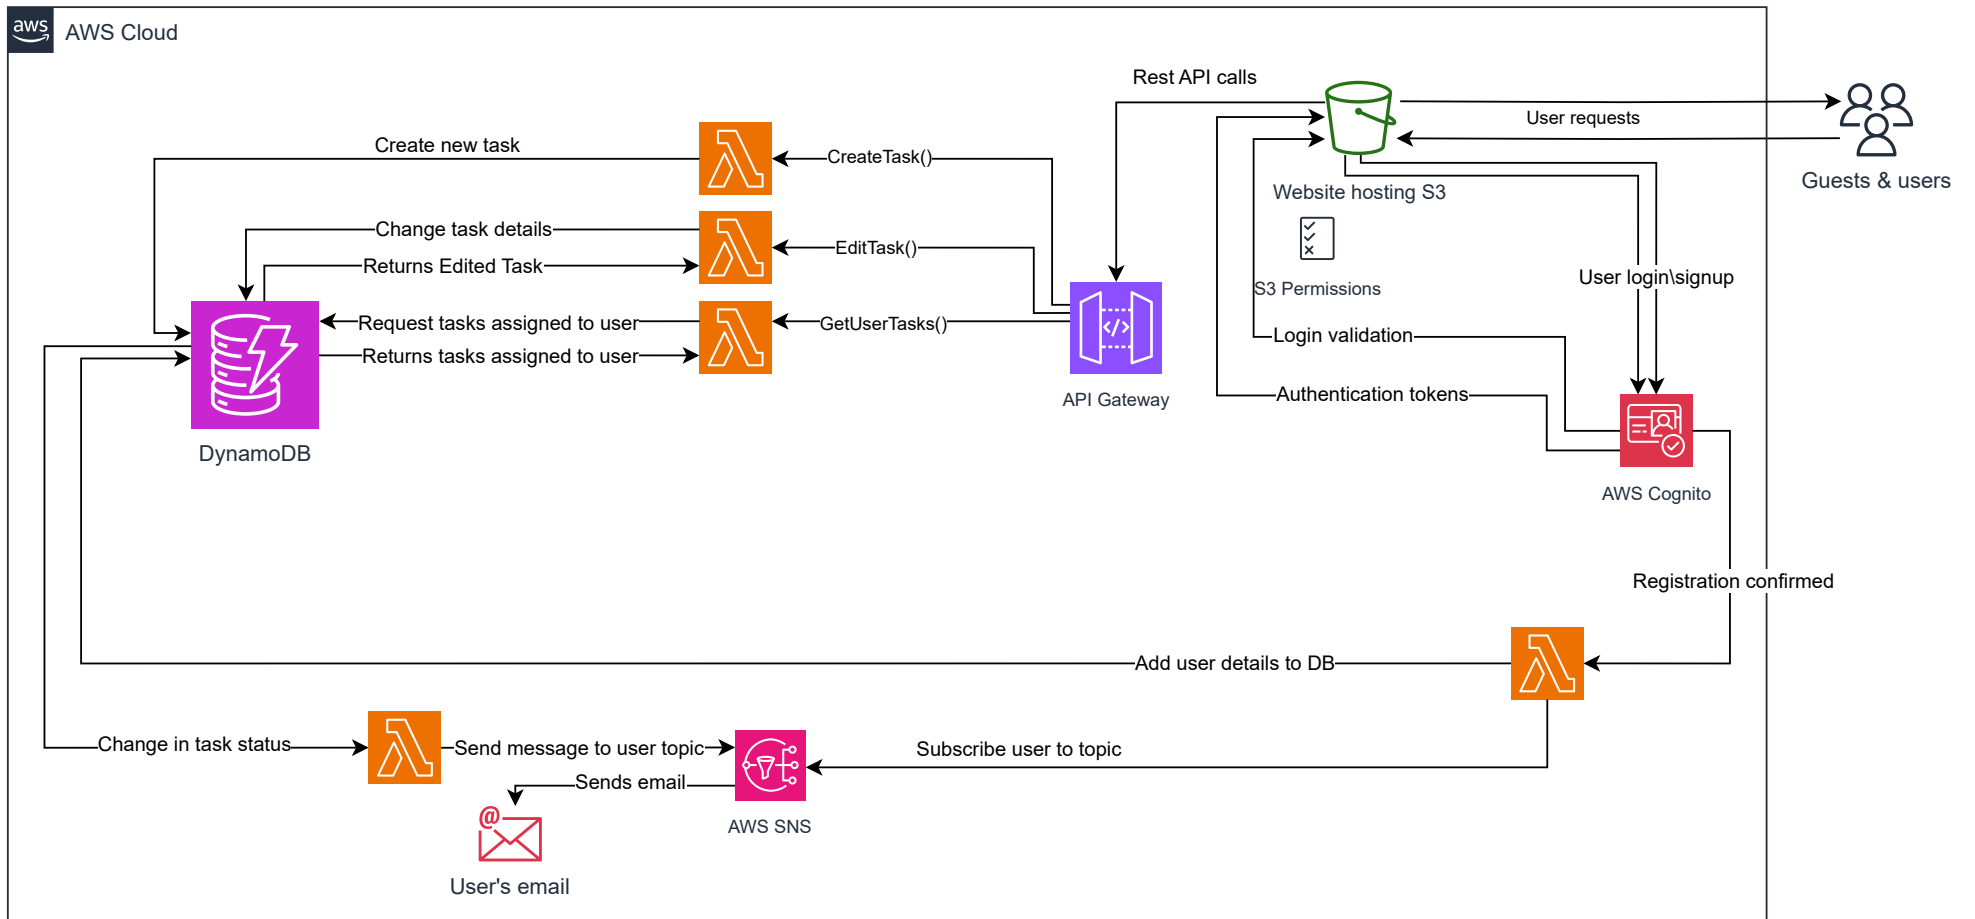 aws
AWS Cloud
Rest API calls
User requests
Guests & users
Create new task
CreateTask()
Website hosting S3
Change task details
EditTask()
Returns Edited Task
User login\signup
S3 Permissions
Request tasks assigned to user
GetUserTasks()
Login validation
Returns tasks assigned to user
API Gateway
Authentication tokens
DynamoDB
AWS Cognito
Registration confirmed
Add user details to DB
Change in task status
Send message to user topic
Subscribe user to topic
Sends email
@
AWS SNS
User's email